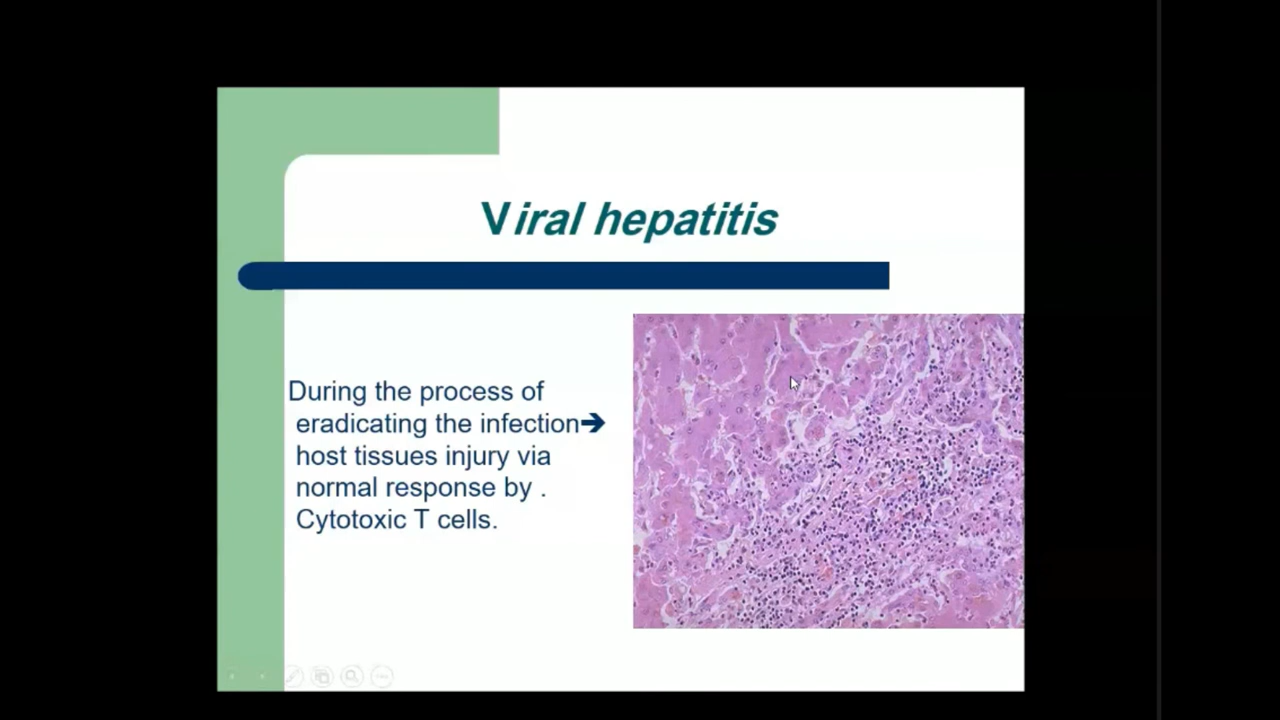 Viral hepatitis
During the process of
eradicating the infection➔
host tissues injury via
normal response by .
Cytotoxic T cells.